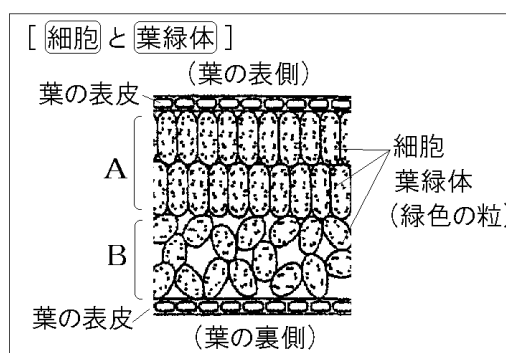 [ 細胞 と 葉緑体 ]
(葉の表側)
葉の表皮
A
細胞
葉緑体
(緑色の粒)
B
葉の表皮
(葉の裏側)